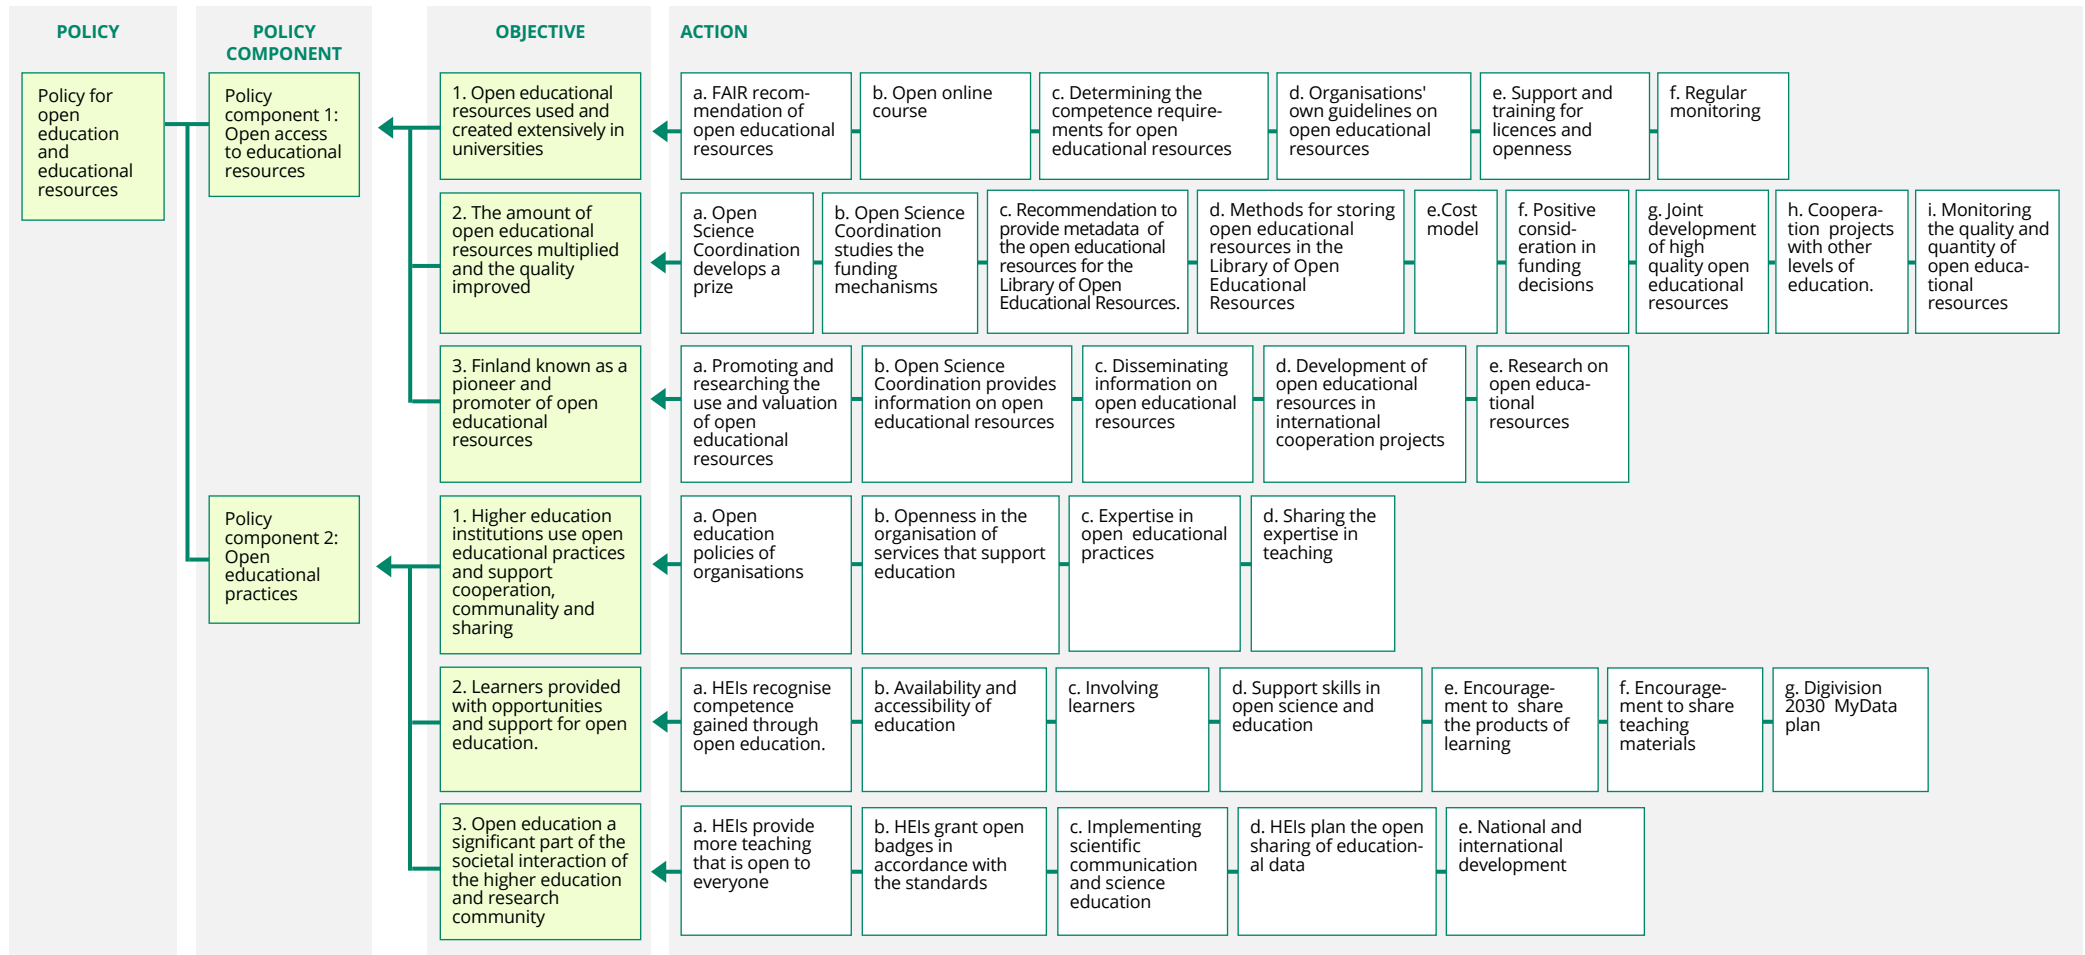 POLICY
POLICY
COMPONENT
OBJECTIVE
ACTION
Policy for
open
education
and
educational
resources
Policy
component 1:
Open access
to educational
resources
1. Open educational
resources used and
created extensively in
universities
a. FAIR recom-
mendation of
open educational
resources
b. Open online
course
c. Determining the
competence require-
ments for open
educational resources
d. Organisations'
own guidelines on
open educational
resources
e. Support and
training for
licences and
openness
f. Regular
monitoring
2. The amount of
open educational
resources multiplied
and the quality
improved
a. Open
Science
Coordination
develops a
prize
b. Open Science
Coordination
studies the
funding
mechanisms
c. Recommendation to
provide metadata of
the open educational
resources for the
Library of Open
Educational Resources.
d. Methods for storing
open educational
resources in the
Library of Open
Educational
Resources
e.Cost
model
f. Positive
consid-
eration in
funding
decisions
g. Joint
development
of high
quality open
educational
resources
h. Coopera-
tion projects
with other
levels of
education.
i. Monitoring
the quality and
quantity of
open educa-
tional
resources
3. Finland known as a
pioneer and
promoter of open
educational
resources
a. Promoting and
researching the
use and valuation
of open
educational
resources
b. Open Science
Coordination provides
information on open
educational resources
c. Disseminating
information on
open educational
resources
d. Development of
open educational
resources in
international
cooperation projects
e. Research on
open educa-
tional
resources
Policy
component 2:
Open
educational
practices
1. Higher education
institutions use open
educational practices
and support
cooperation,
communality and
sharing
a. Open
education
policies of
organisations
b. Openness in the
organisation of
services that support
education
c. Expertise in
open educational
practices
d. Sharing the
expertise in
teaching
2. Learners provided
with opportunities
and support for open
education.
a. HEIs recognise
competence
gained through
open education.
b. Availability and
accessibility of
education
c. Involving
learners
d. Support skills in
open science and
education
e. Encourage-
ment to share
the products of
learning
f. Encourage-
ment to share
teaching
materials
g. Digivision
2030 MyData
plan
3. Open education a
significant part of the
societal interaction of
the higher education
and research
community
a. HEIs provide
more teaching
that is open to
everyone
b. HEIs grant open
badges in
accordance with
the standards
c. Implementing
scientific
communication
and science
education
d. HEIs plan the open
sharing of education-
al data
e. National and
international
development